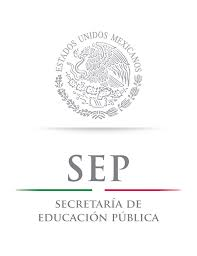 ESTADOS UNIDOS MEXICANOS
SEP
SECRETARÍA DE
EDUCACIÓN PÚBLICA